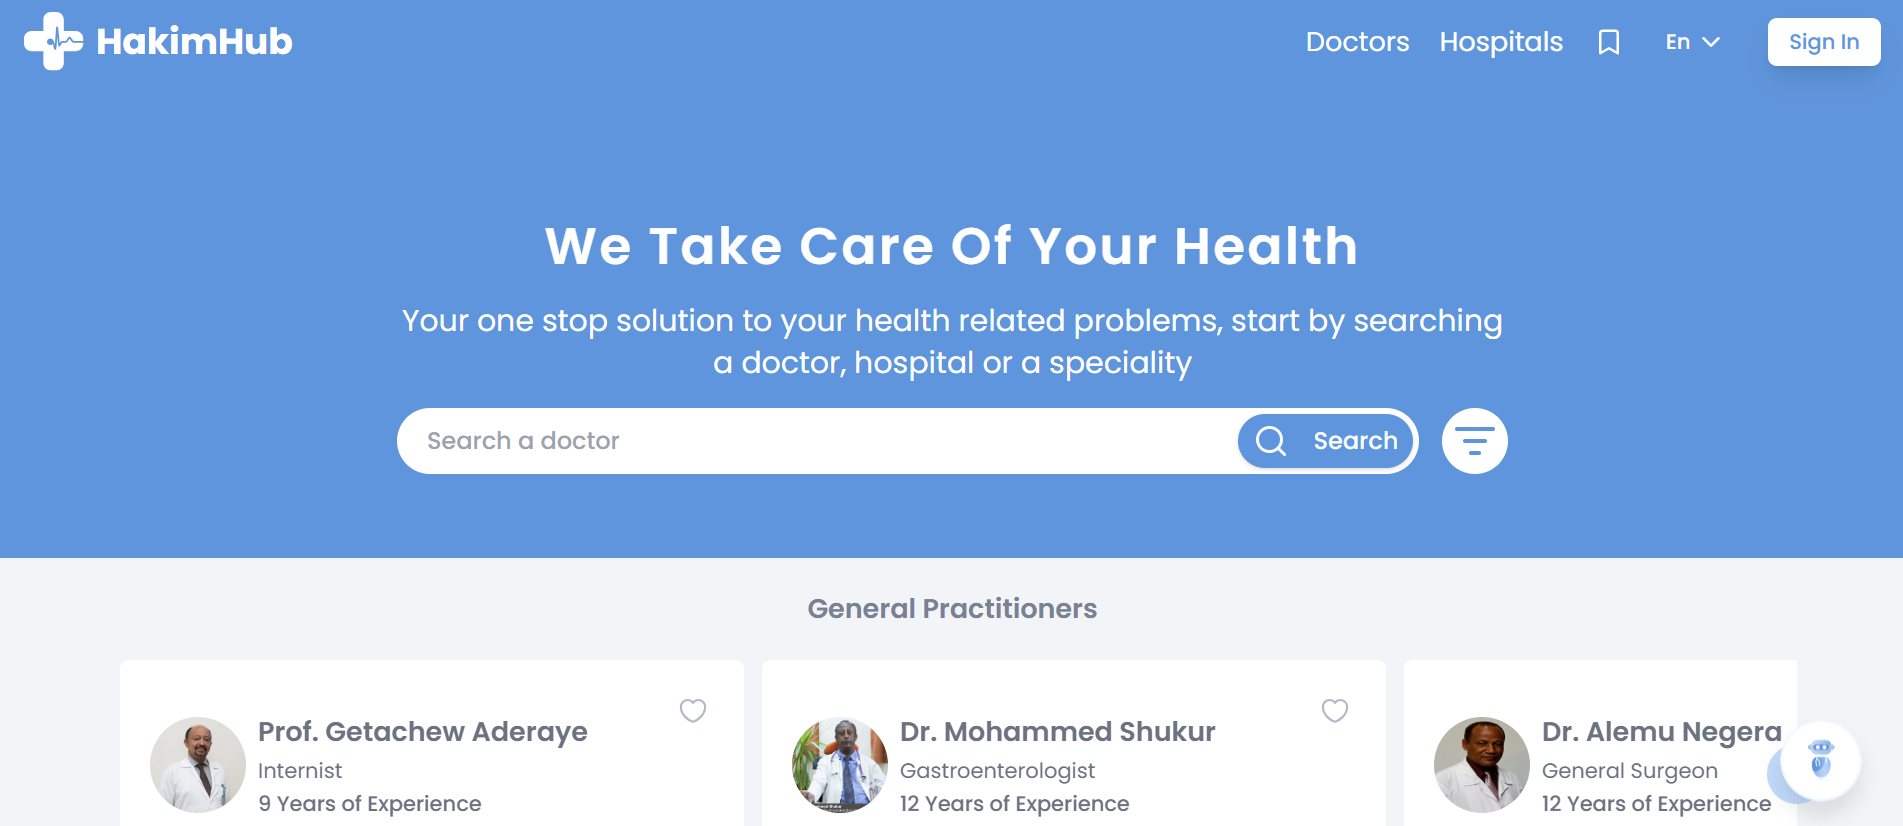 HakimHub
Doctors
Hospitals
En
Sign In
We Take Care Of Your Health
Your one stop solution to your health related problems, start by searching
a doctor, hospital or a speciality
Search a doctor
Search
General Practitioners
Prof. Getachew Aderaye
Internist
9 Years of Experience
Dr. Mohammed Shukur
Gastroenterologist
12 Years of Experience
Dr. Alemu Negera
General Surgeon
12 Years of Experience